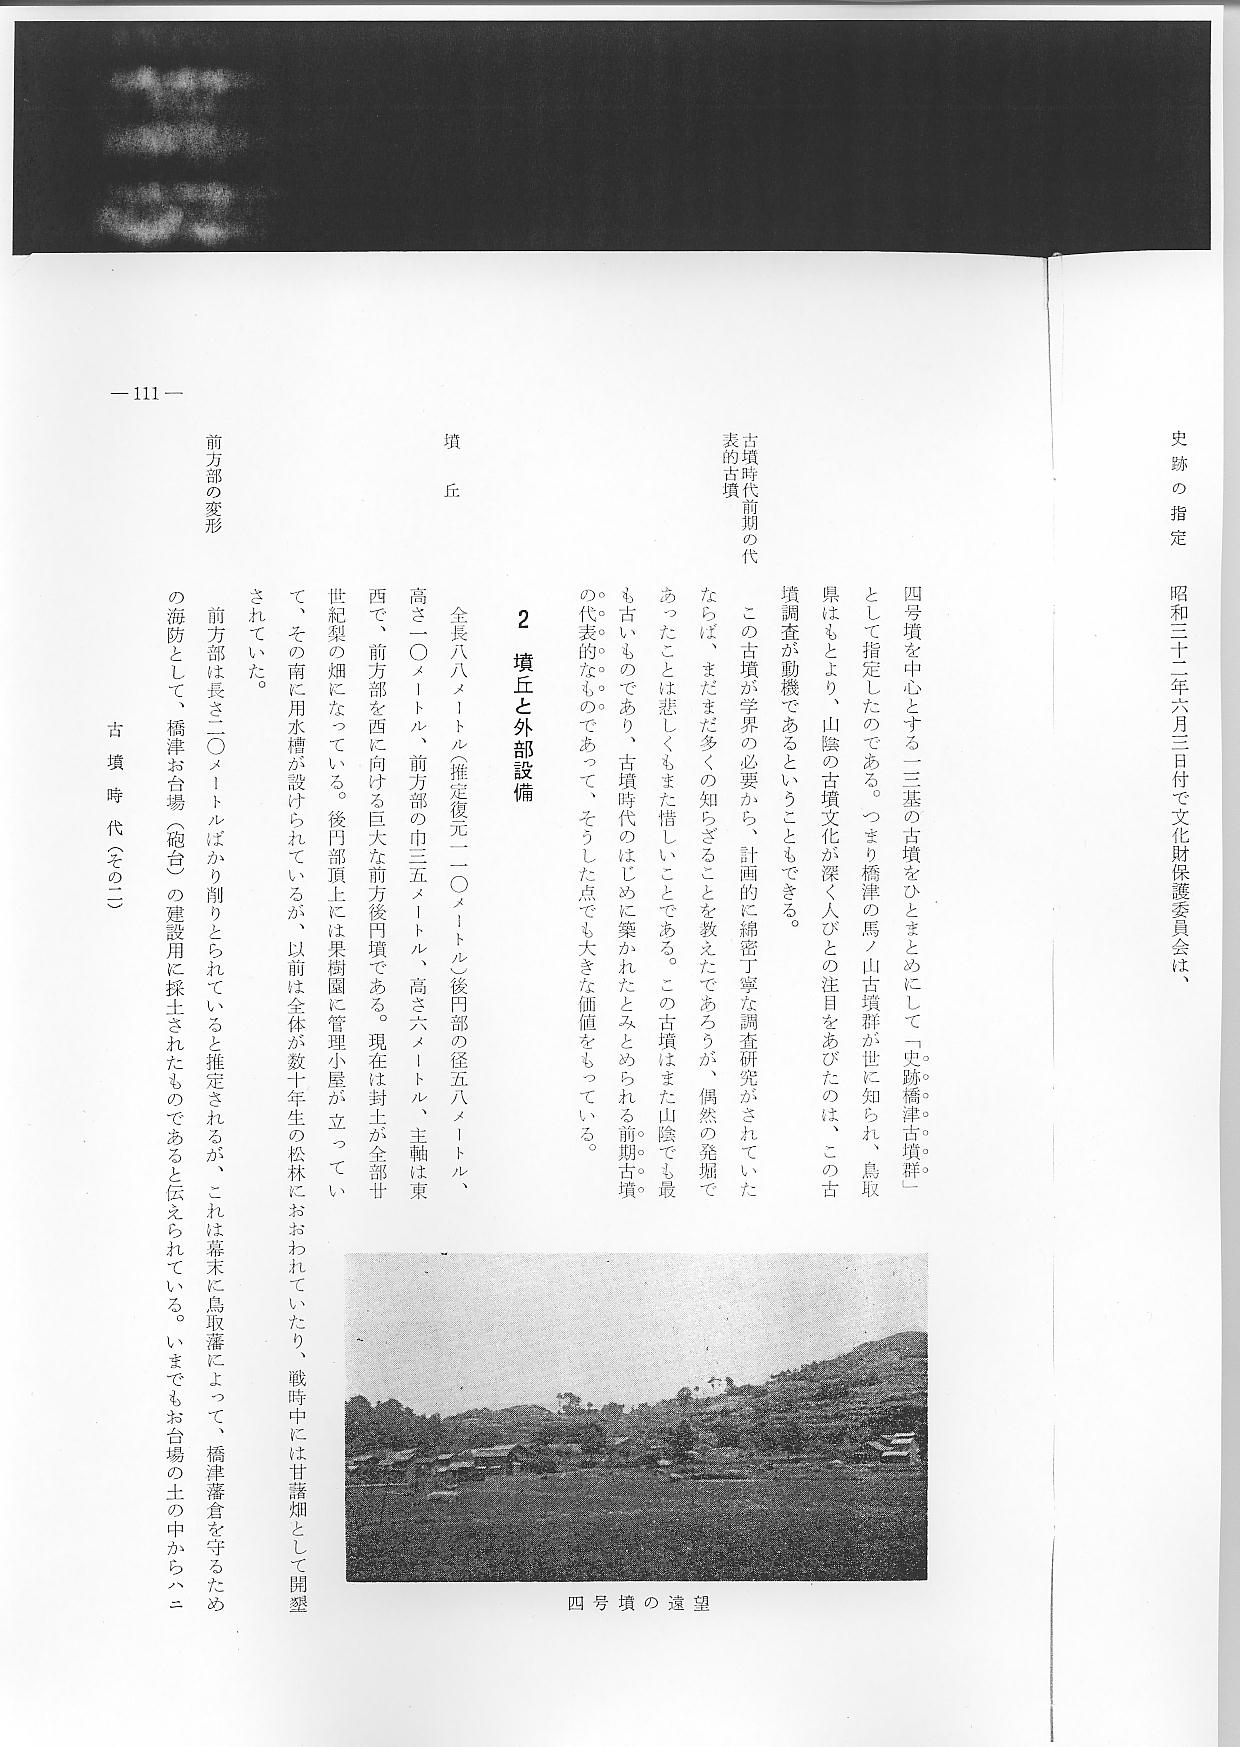 史跡の指定
昭和三十二年六月三日付で文化財保護委員会は、
四号墳を中心とする一三基の古墳をひとまとめにして「史跡橋津古墳群」
として指定したのである。つまり橋津の馬ノ山古墳群が世に知られ、鳥取
県はもとより、山陰の古墳文化が深く人びとの注目をあびたのは、この古
墳調査が動機であるということもできる。
古墳時代前期の代
表的古墳
この古墳が学界の必要から、計画的に綿密丁寧な調査研究がされていた
ならば、まだまだ多くの知らざることを教えたであろうが、偶然の発堀で
あったことは悲しくもまた惜しいことである。この古墳はまた山陰でも最
も古いものであり、古墳時代のはじめに築かれたとみとめられる前期古墳
の代表的なものであって、そうした点でも大きな価値をもっている。
2 墳丘と外部設備
墳丘
全長八八メートル(推定復元一一〇メートル)後円部の径五八メートル、
高さ一〇メートル、前方部の巾三五メートル、高さ六メートル、主軸は東
西で、前方部を西に向ける巨大な前方後円墳である。現在は封土が全部廿
世紀梨の畑になっている。後円部頂上には果樹園に管理小屋が立ってい
て、その南に用水槽が設けられているが、以前は全体が数十年生の松林におおわれていたり、戦時中には甘藷畑として開墾
されていた。
前方部の変形
前方部は長さ二〇メートルばかり削りとられていると推定されるが、これは幕末に鳥取藩によって、橋津藩倉を守るため
の海防として、橋津お台場(砲台)の建設用に採土されたものであると伝えられている。いまでもお台場の土の中からハニ
四号墳の遠望
古墳時代(その二)
— 111 —